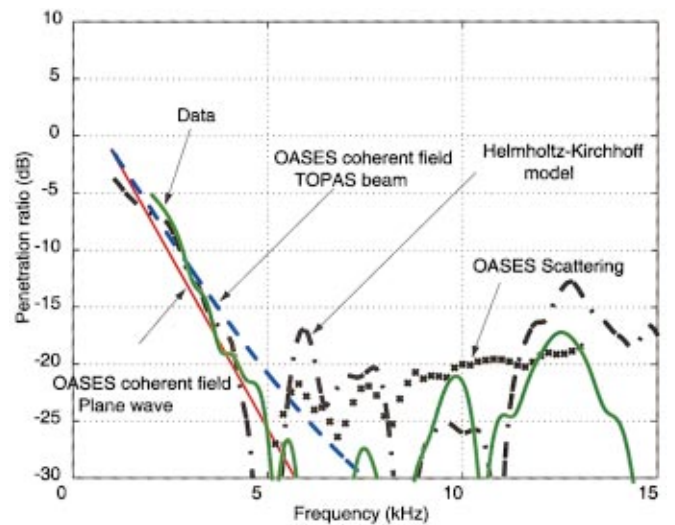 10
5
0
-5
-10
-15
-20
-25
-30
Penetration ratio (dB)
Data
OASES coherent field
TOPAS beam
Helmholtz-Kirchhoff
model
OASES Scattering
OASES coherent field
Plane wave
0
5
10
15
Frequency (kHz)